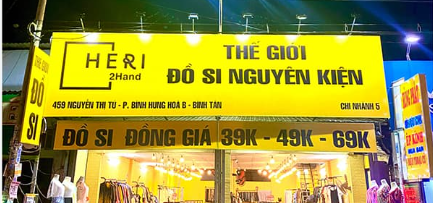 HERI
2Hand
THẾ GIỚI
ĐỒ SI NGUYÊN KIỆN
459 NGUYỄN THỊ TÚ - P. BÌNH HƯNG HOÀ B - BÌNH TÂN
CHI NHÁNH 5
ĐỒ SI ĐỒNG GIÁ 39K - 49K - 69K
ĐỒ SI